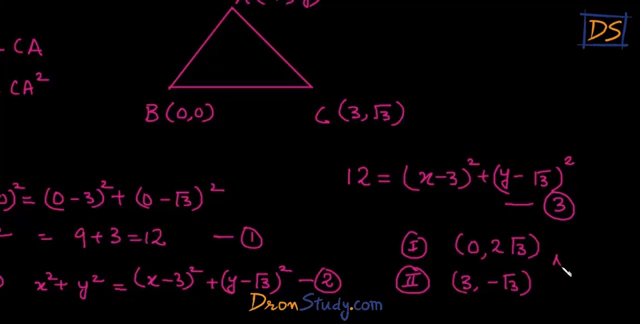 DS
CA
CA²
B (0,0)
C (3, √3)
)² = (0-3)² + (0-√3)²
= 9+3=12 — ①
x²+ y² = (x-3)² + (y-√3)² — ②
12 = (x-3)² + (y-√3)²
— ③
Ⓘ (0, 2√3)
Ⓘⓘ (3, -√3)
DronStudy.com